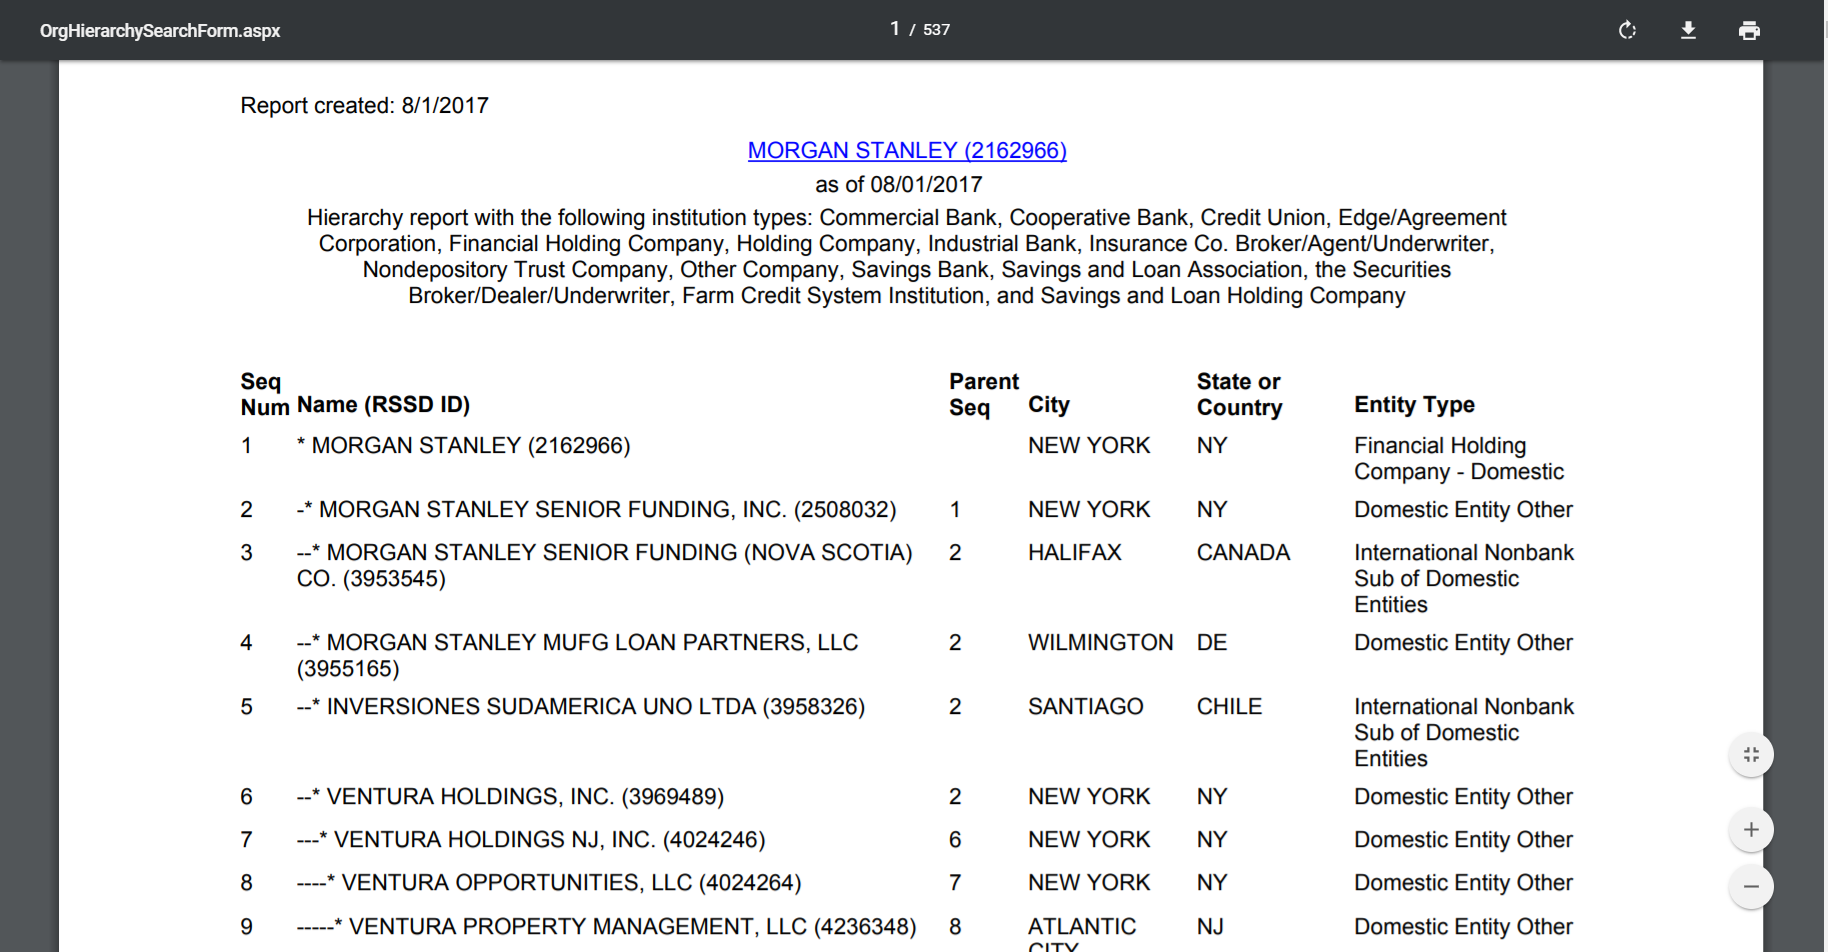 OrgHierarchySearchForm.aspx 1 / 537
Report created: 8/1/2017
MORGAN STANLEY (2162966)
as of 08/01/2017
Hierarchy report with the following institution types: Commercial Bank, Cooperative Bank, Credit Union, Edge/Agreement
Corporation, Financial Holding Company, Holding Company, Industrial Bank, Insurance Co. Broker/Agent/Underwriter,
Nondepository Trust Company, Other Company, Savings Bank, Savings and Loan Association, the Securities
Broker/Dealer/Underwriter, Farm Credit System Institution, and Savings and Loan Holding Company
Seq Parent State or
Num Name (RSSD ID) Seq City Country Entity Type
1 * MORGAN STANLEY (2162966) NEW YORK NY Financial Holding
Company - Domestic
2 -* MORGAN STANLEY SENIOR FUNDING, INC. (2508032) 1 NEW YORK NY Domestic Entity Other
3 --* MORGAN STANLEY SENIOR FUNDING (NOVA SCOTIA) 2 HALIFAX CANADA International Nonbank
CO. (3953545) Sub of Domestic
Entities
4 --* MORGAN STANLEY MUFG LOAN PARTNERS, LLC 2 WILMINGTON DE Domestic Entity Other
(3955165)
5 --* INVERSIONES SUDAMERICA UNO LTDA (3958326) 2 SANTIAGO CHILE International Nonbank
Sub of Domestic
Entities
6 --* VENTURA HOLDINGS, INC. (3969489) 2 NEW YORK NY Domestic Entity Other
7 ---* VENTURA HOLDINGS NJ, INC. (4024246) 6 NEW YORK NY Domestic Entity Other
8 ----* VENTURA OPPORTUNITIES, LLC (4024264) 7 NEW YORK NY Domestic Entity Other
9 -----* VENTURA PROPERTY MANAGEMENT, LLC (4236348) 8 ATLANTIC NJ Domestic Entity Other
CITY